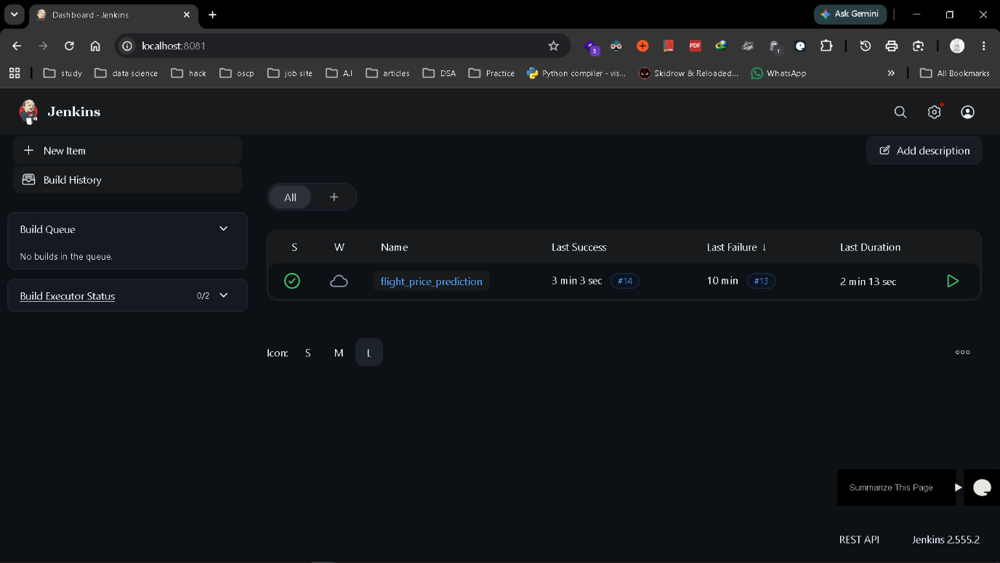 Dashboard - Jenkins
Ask Gemini
localhost:8081
3
PDF
1
study
data science
hack
oscp
job site
A.I
articles
DSA
Practice
Python compiler - vis...
Skidrow & Reloaded...
WhatsApp
All Bookmarks
Jenkins
New Item
Add description
Build History
All
Build Queue
No builds in the queue.
Build Executor Status 0/2
S W Name Last Success Last Failure ↓ Last Duration
flight_price_prediction 3 min 3 sec #14 10 min #13 2 min 13 sec
Icon: S M L
Summarize This Page
REST API Jenkins 2.555.2